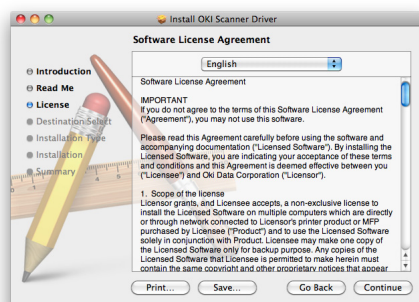 Install OKI Scanner Driver
Software License Agreement
English
Introduction
Read Me
License
Destination Select
Installation Type
Installation
Summary
Software License Agreement
IMPORTANT
If you do not agree to the terms of this Software License Agreement
("Agreement"), you may not use this software.
Please read this Agreement carefully before using the software and
accompanying documentation ("Licensed Software"). By installing the
Licensed Software, you are indicating your acceptance of these terms
and conditions and this Agreement is deemed effective between you
("Licensee") and Oki Data Corporation ("Licensor").
1. Scope of the license
Licensor grants, and Licensee accepts, a non-exclusive license to
install the Licensed Software on multiple computers which are directly
or through network connected to Licensor's printer product or MFP
purchased by Licensee ("Product") and to use the Licensed Software
solely in conjunction with Product. Licensee may make one copy of
the Licensed Software only for backup purpose. Any copies of the
Licensed Software that Licensee is permitted to make herein must
contain the same copyright and other proprietary notices that appear
Print...
Save...
Go Back
Continue